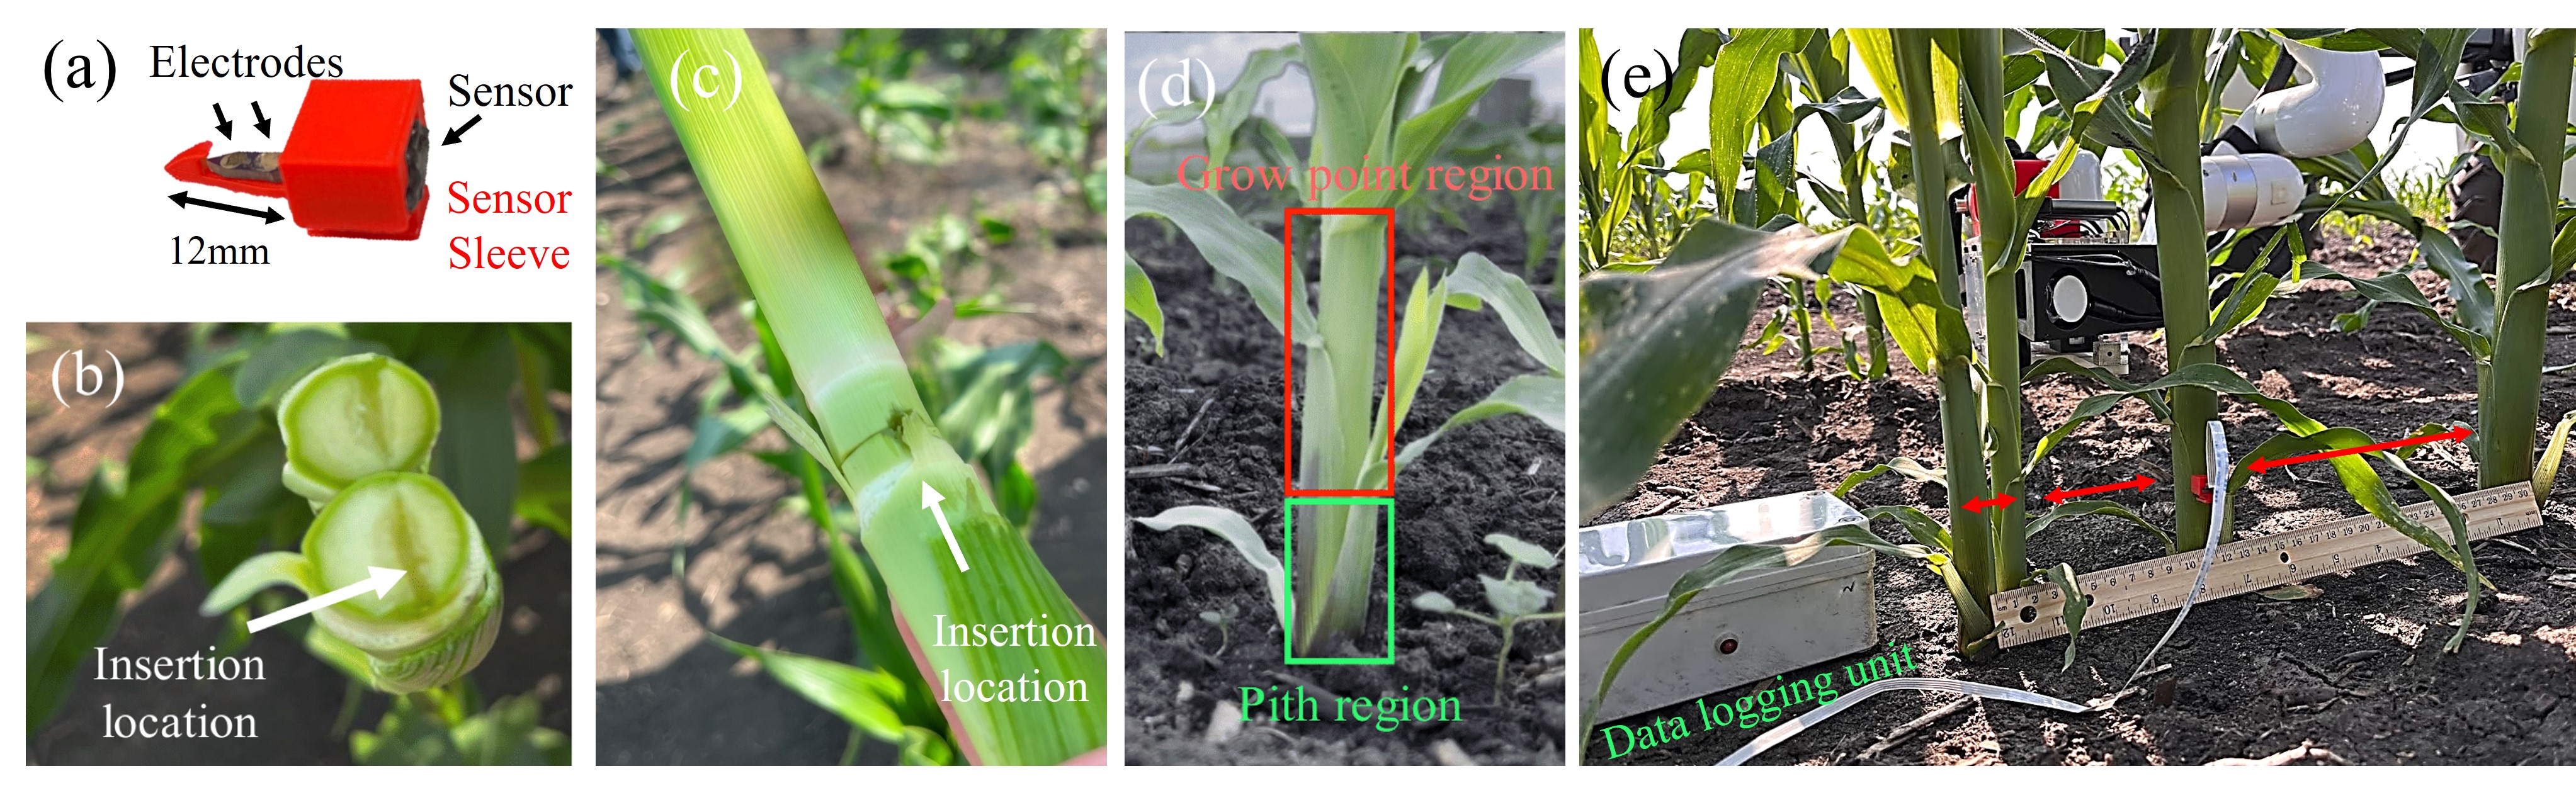 (a)
Electrodes
Sensor
Sensor
Sleeve
12mm
(b)
Insertion
location
(c)
Insertion
location
(d)
Grow point region
Pith region
(e)
Data logging unit